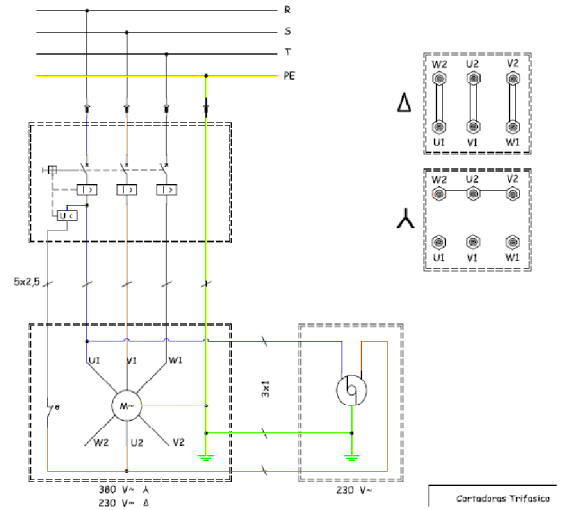 R
S
T
PE
W2 U2 V2
Δ
U1 V1 W1
I > I > I >
W2 U2 V2
U <
U1 V1 W1
5x2,5
U1 V1 W1
θ
M~
3x1
W2 U2 V2
380 V~ ⅄
230 V~ Δ
230 V~
Cortadoras Trifasica